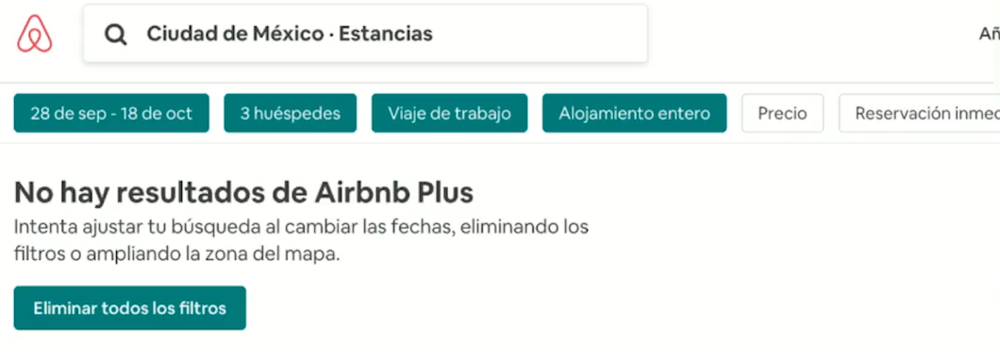 Ciudad de México · Estancias
28 de sep - 18 de oct
3 huéspedes
Viaje de trabajo
Alojamiento entero
Precio
Reservación
No hay resultados de Airbnb Plus
Intenta ajustar tu búsqueda al cambiar las fechas, eliminando los
filtros o ampliando la zona del mapa.
Eliminar todos los filtros